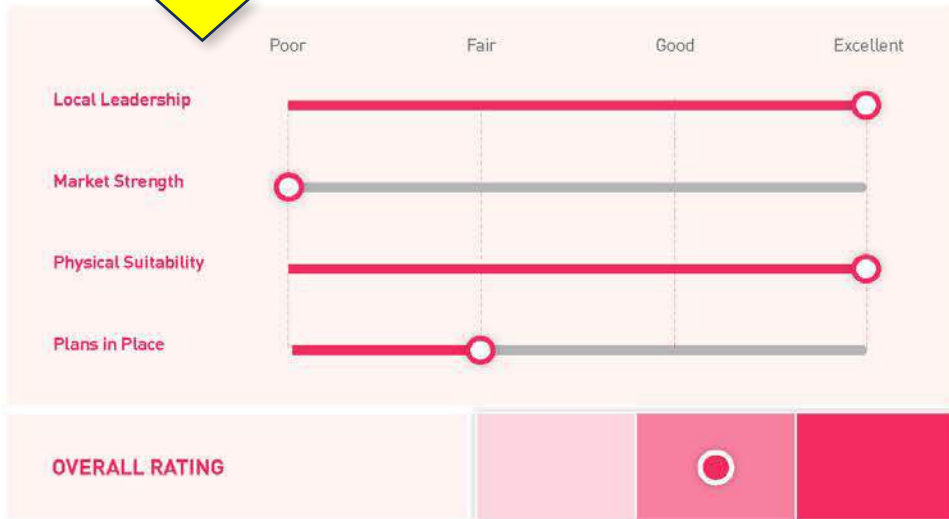 Poor Fair Good Excellent
Local Leadership
Market Strength
Physical Suitability
Plans in Place
OVERALL RATING